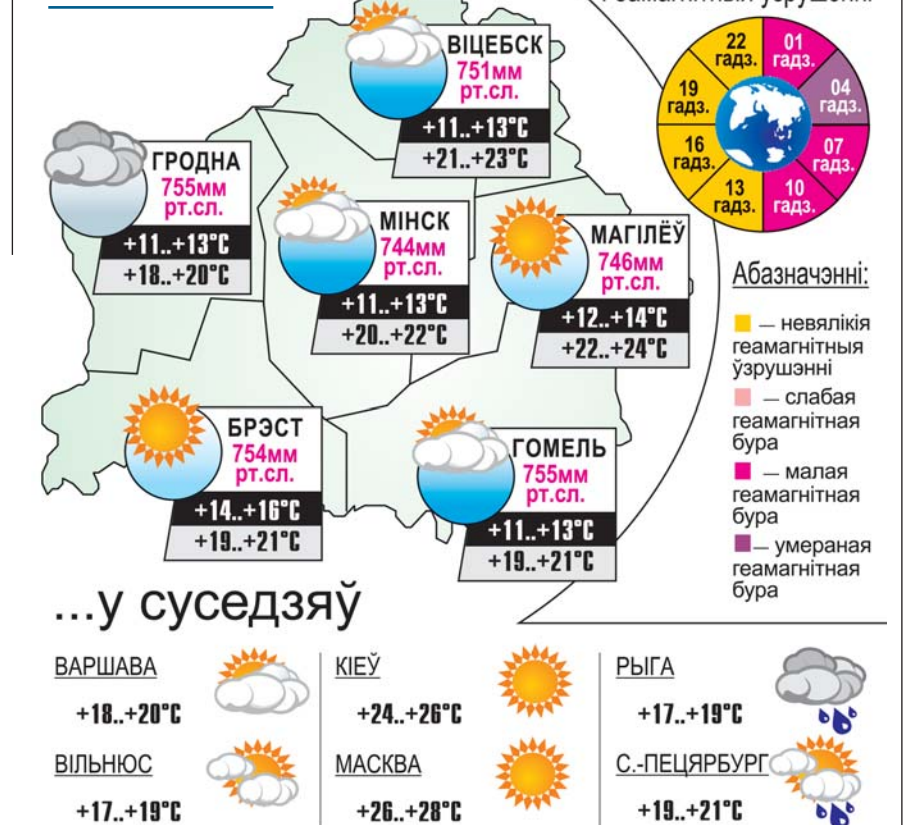 ВІЦЕБСК
751мм
рт.сл.
+11..+13°C
+21..+23°C
ГРОДНА
755мм
рт.сл.
+11..+13°C
+18..+20°C
МІНСК
744мм
рт.сл.
+11..+13°C
+20..+22°C
МАГІЛЁЎ
746мм
рт.сл.
+12..+14°C
+22..+24°C
БРЭСТ
754мм
рт.сл.
+14..+16°C
+19..+21°C
ГОМЕЛЬ
755мм
рт.сл.
+11..+13°C
+19..+21°C
22
гадз.
01
гадз.
19
гадз.
04
гадз.
16
гадз.
07
гадз.
13
гадз.
10
гадз.
Абазначэнні:
— невялікія
геамагнітныя
ўзрушэнні
— слабая
геамагнітная
бура
— малая
геамагнітная
бура
— умераная
геамагнітная
бура
...у суседзяў
ВАРШАВА
+18..+20°C
КІЕЎ
+24..+26°C
РЫГА
+17..+19°C
ВІЛЬНЮС
+17..+19°C
МАСКВА
+26..+28°C
С.-ПЕЦЯРБУРГ
+19..+21°C